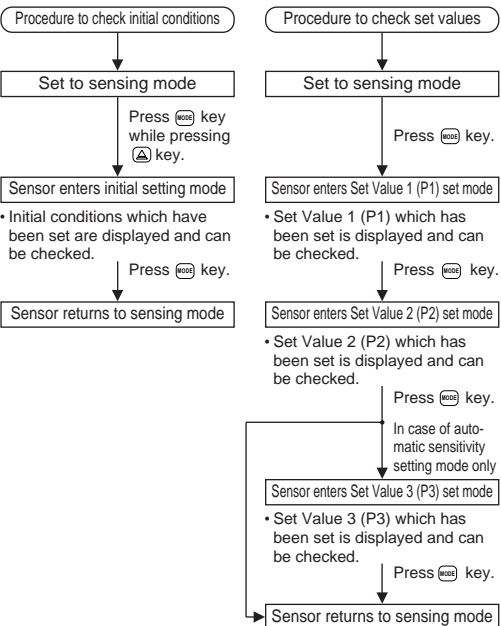 Procedure to check initial conditions
Set to sensing mode
Press MODE key
while pressing
key.
Sensor enters initial setting mode
• Initial conditions which have
been set are displayed and can
be checked.
Press MODE key.
Sensor returns to sensing mode
Procedure to check set values
Set to sensing mode
Press MODE key.
Sensor enters Set Value 1 (P1) set mode
• Set Value 1 (P1) which has
been set is displayed and can
be checked.
Press MODE key.
Sensor enters Set Value 2 (P2) set mode
• Set Value 2 (P2) which has
been set is displayed and can
be checked.
Press MODE key.
In case of auto-
matic sensitivity
setting mode only
Sensor enters Set Value 3 (P3) set mode
• Set Value 3 (P3) which has
been set is displayed and can
be checked.
Press MODE key.
Sensor returns to sensing mode